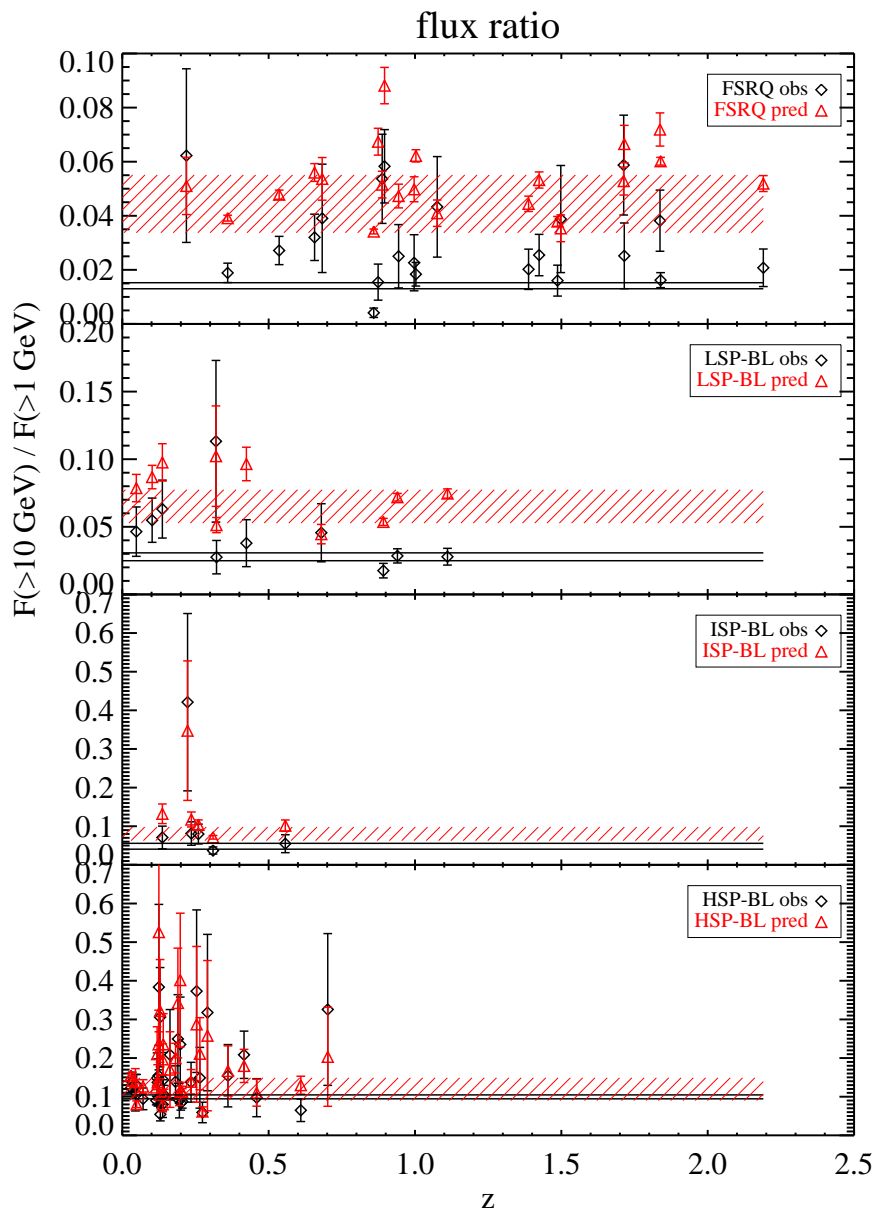 flux ratio
F(>10 GeV) / F(>1 GeV)
0.10
0.08
0.06
0.04
0.02
0.00
FSRQ obs
FSRQ pred
0.20
0.15
0.10
0.05
0.00
LSP-BL obs
LSP-BL pred
0.7
0.6
0.5
0.4
0.3
0.2
0.1
0.0
ISP-BL obs
ISP-BL pred
0.7
0.6
0.5
0.4
0.3
0.2
0.1
0.0
HSP-BL obs
HSP-BL pred
0.0 0.5 1.0 1.5 2.0 2.5
z